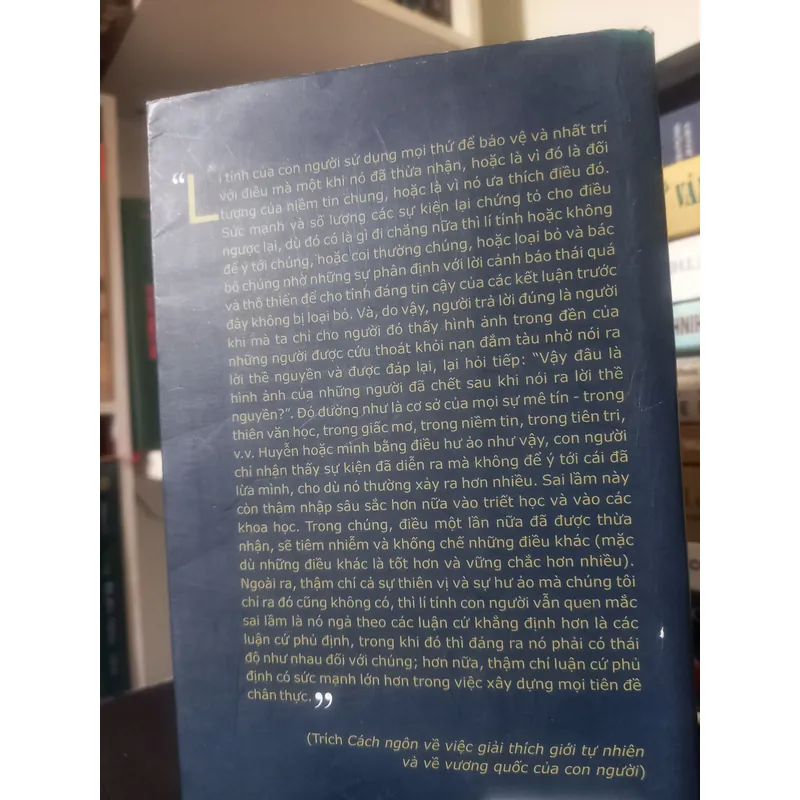 “Lí tính của con người sử dụng mọi thứ để bảo vệ và nhất trí
với điều mà một khi nó đã thừa nhận, hoặc là vì đó là đối
tượng của niềm tin chung, hoặc là vì nó ưa thích điều đó.
Sức mạnh và số lượng các sự kiện lại chứng tỏ cho điều
ngược lại, dù đó có là gì đi chăng nữa thì lí tính hoặc không
để ý tới chúng, hoặc coi thường chúng, hoặc loại bỏ và bác
bỏ chúng nhờ những sự phân định với lời cảnh báo thái quá
và thô thiển để cho tính đáng tin cậy của các kết luận trước
đây không bị loại bỏ. Và, do vậy, người trả lời đúng là người
khi mà ta chỉ cho người đó thấy hình ảnh trong đền của
những người được cứu thoát khỏi nạn đắm tàu nhờ nói ra
lời thề nguyền và được đáp lại, lại hỏi tiếp: “Vậy đâu là
hình ảnh của những người đã chết sau khi nói ra lời thề
nguyền?”. Đó dường như là cơ sở của mọi sự mê tín - trong
thiên văn học, trong giấc mơ, trong niềm tin, trong tiên tri,
v.v. Huyễn hoặc mình bằng điều hư ảo như vậy, con người
chỉ nhận thấy sự kiện đã diễn ra mà không để ý tới cái đã
lừa mình, cho dù nó thường xảy ra hơn nhiều. Sai lầm này
còn thâm nhập sâu sắc hơn nữa vào triết học và vào các
khoa học. Trong chúng, điều một lần nữa đã được thừa
nhận, sẽ tiêm nhiễm và khống chế những điều khác (mặc
dù những điều khác là tốt hơn và vững chắc hơn nhiều).
Ngoài ra, thậm chí cả sự thiên vị và sự hư ảo mà chúng tôi
chỉ ra đó cũng không có, thì lí tính con người vẫn quen mắc
sai lầm là nó ngả theo các luận cứ khẳng định hơn là các
luận cứ phủ định, trong khi đó thì đáng ra nó phải có thái
độ như nhau đối với chúng; hơn nữa, thậm chí luận cứ phủ
định có sức mạnh lớn hơn trong việc xây dựng mọi tiên đề
chân thực.”
(Trích Cách ngôn về việc giải thích giới tự nhiên
và về vương quốc của con người)